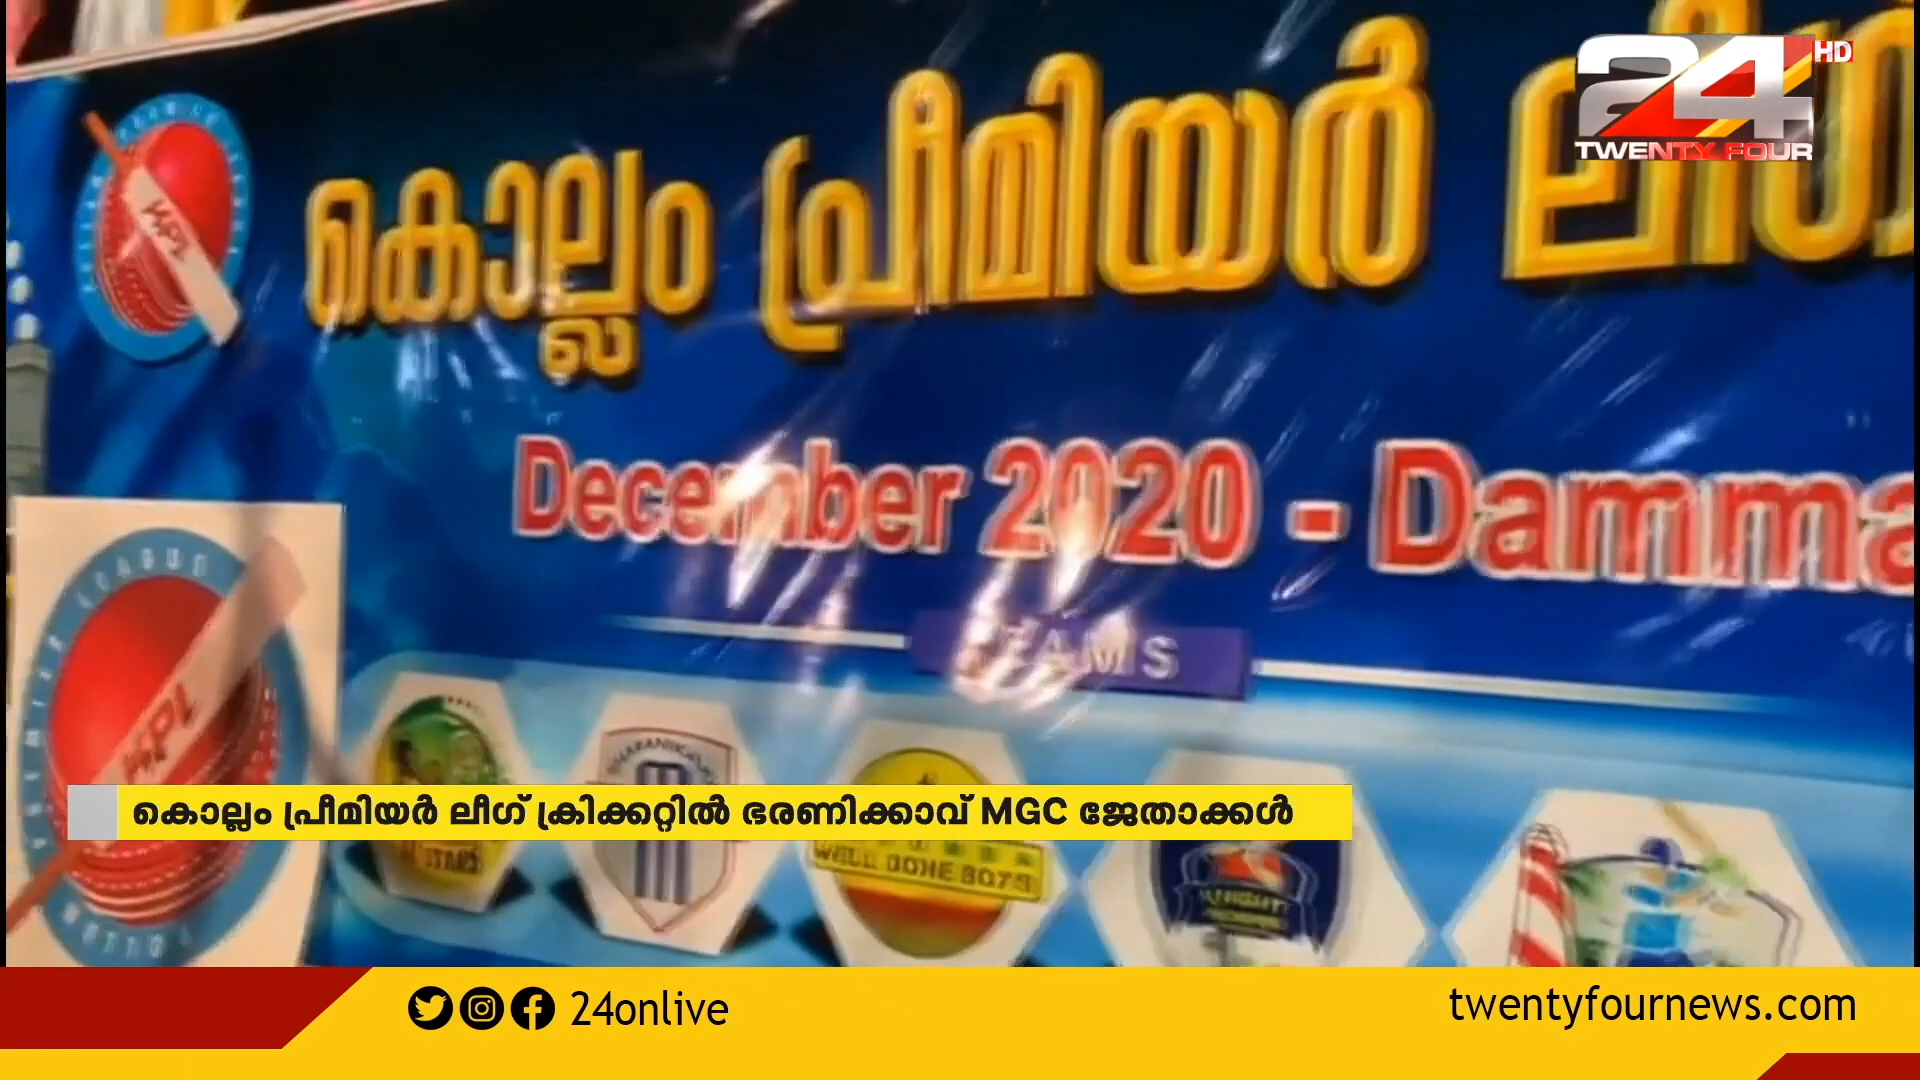 24 HD
TWENTY FOUR
കൊല്ലം പ്രീമിയർ ലീഗ്
KPL
December 2020 - Damma
TEAMS
KPL
കൊല്ലം പ്രീമിയർ ലീഗ് ക്രിക്കറ്റിൽ ഭരണിക്കാവ് MGC ജേതാക്കൾ
WELL DONE BOYS
24onlive
twentyfournews.com